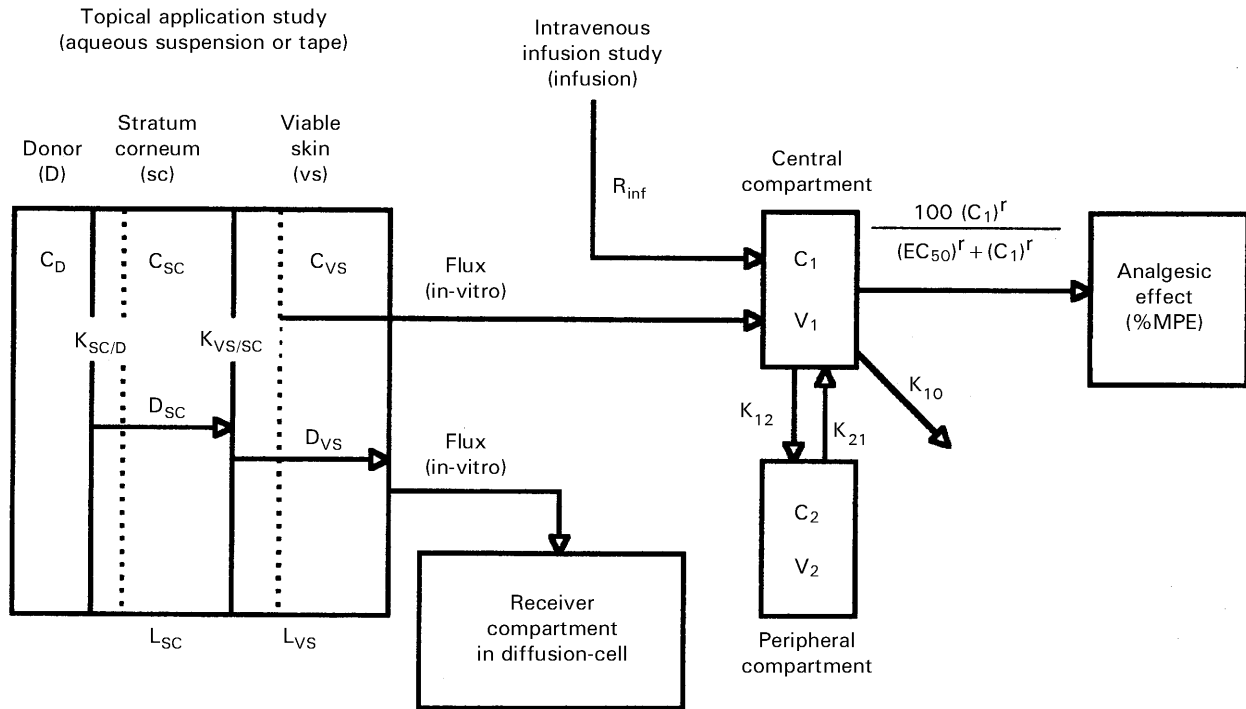 Topical application study
(aqueous suspension or tape)
Intravenous
infusion study
(infusion)
Donor
(D)
Stratum
corneum
(sc)
Viable
skin
(vs)
C_D
C_SC
C_VS
K_SC/D
K_VS/SC
D_SC
D_VS
L_SC
L_VS
Flux
(in-vitro)
Flux
(in-vitro)
Receiver
compartment
in diffusion-cell
R_inf
Central
compartment
C_1
V_1
K_12
K_21
K_10
C_2
V_2
Peripheral
compartment
100 (C_1)^r
(EC_50)^r + (C_1)^r
Analgesic
effect
(%MPE)